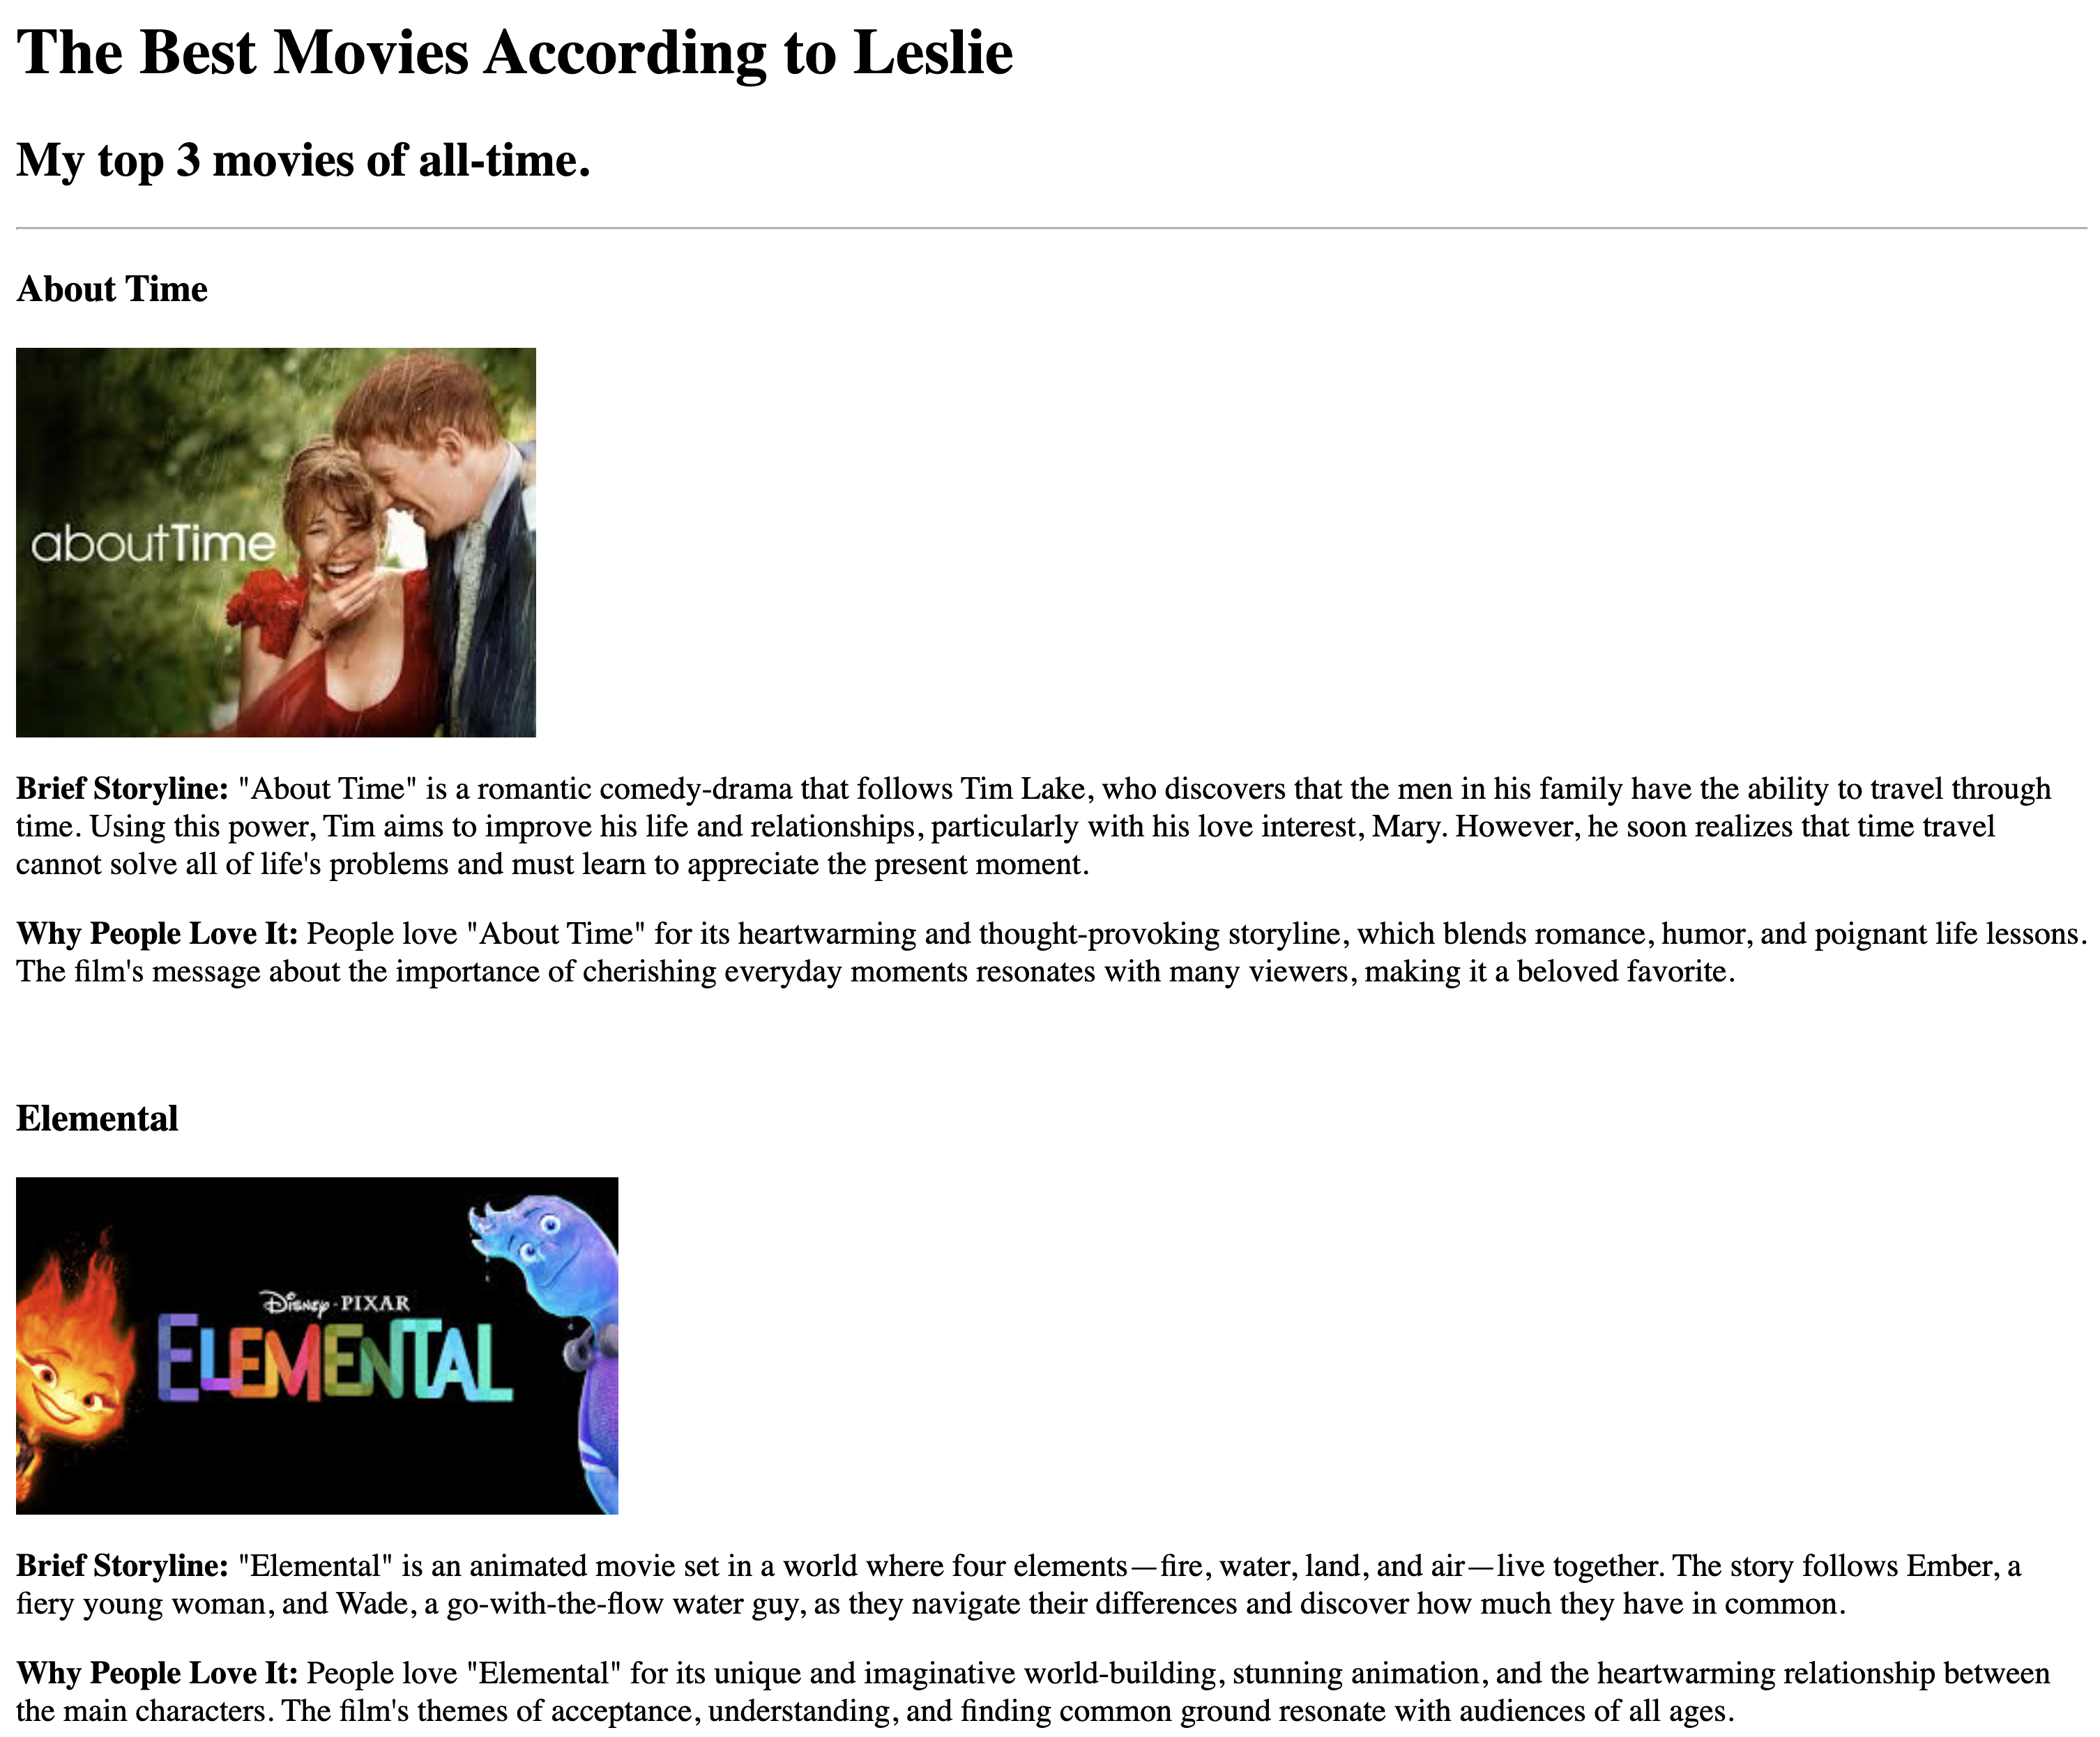 The Best Movies According to Leslie
My top 3 movies of all-time.
About Time
aboutTime
Brief Storyline: "About Time" is a romantic comedy-drama that follows Tim Lake, who discovers that the men in his family have the ability to travel through
time. Using this power, Tim aims to improve his life and relationships, particularly with his love interest, Mary. However, he soon realizes that time travel
cannot solve all of life's problems and must learn to appreciate the present moment.
Why People Love It: People love "About Time" for its heartwarming and thought-provoking storyline, which blends romance, humor, and poignant life lessons.
The film's message about the importance of cherishing everyday moments resonates with many viewers, making it a beloved favorite.
Elemental
Disney · PIXAR
ELEMENTAL
Brief Storyline: "Elemental" is an animated movie set in a world where four elements—fire, water, land, and air—live together. The story follows Ember, a
fiery young woman, and Wade, a go-with-the-flow water guy, as they navigate their differences and discover how much they have in common.
Why People Love It: People love "Elemental" for its unique and imaginative world-building, stunning animation, and the heartwarming relationship between
the main characters. The film's themes of acceptance, understanding, and finding common ground resonate with audiences of all ages.